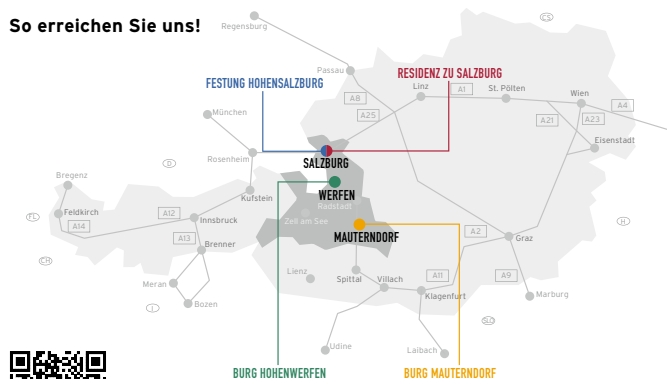 So erreichen Sie uns!
Regensburg
CS
Passau
RESIDENZ ZU SALZBURG
FESTUNG HOHENSALZBURG
Linz
A1
St. Pölten
Wien
A8
A25
A4
A23
A21
München
Eisenstadt
Rosenheim
SALZBURG
D
Bregenz
WERFEN
Kufstein
Radstadt
FL
Feldkirch
A12
Innsbruck
Zell am See
H
A14
MAUTERNDORF
A13
Brenner
A2
Graz
CH
Lienz
Meran
Spittal
Villach
A11
A9
I
Bozen
Klagenfurt
Marburg
SLO
Udine
Laibach
BURG HOHENWERFEN
BURG MAUTERNDORF